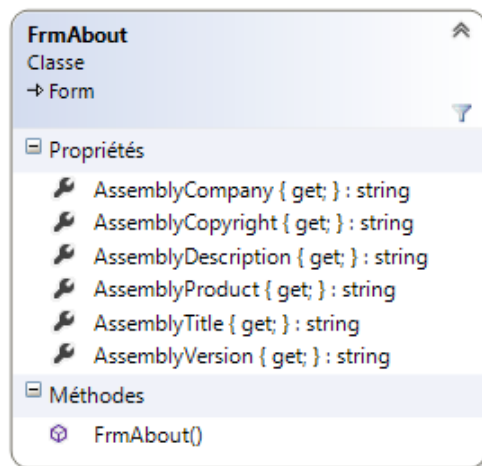 FrmAbout
Classe
Form
Propriétés
AssemblyCompany { get; } : string
AssemblyCopyright { get; } : string
AssemblyDescription { get; } : string
AssemblyProduct { get; } : string
AssemblyTitle { get; } : string
AssemblyVersion { get; } : string
Méthodes
FrmAbout()